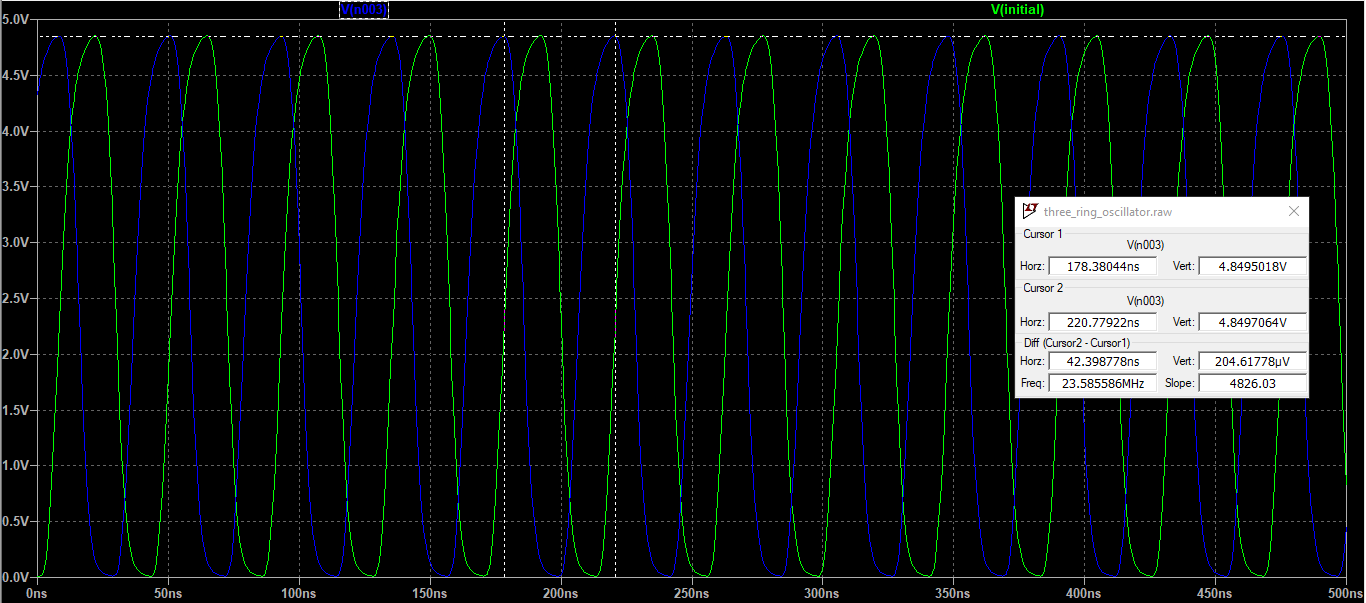 V(n003) V(initial)
5.0V
4.5V
4.0V
3.5V
3.0V
2.5V
2.0V
1.5V
1.0V
0.5V
0.0V
0ns 50ns 100ns 150ns 200ns 250ns 300ns 350ns 400ns 450ns 500ns
three_ring_oscillator.raw
Cursor 1
V(n003)
Horz: 178.38044ns Vert: 4.8495018V
Cursor 2
V(n003)
Horz: 220.77922ns Vert: 4.8497064V
Diff (Cursor2 - Cursor1)
Horz: 42.398778ns Vert: 204.61778µV
Freq: 23.585586MHz Slope: 4826.03